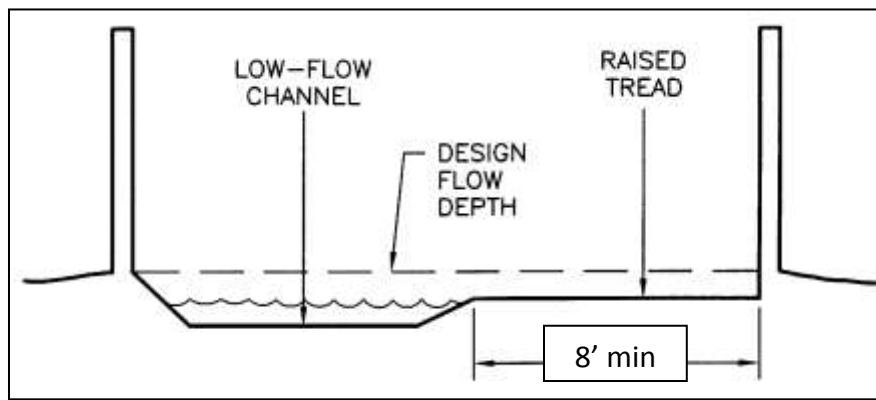 LOW-FLOW
CHANNEL
RAISED
TREAD
DESIGN
FLOW
DEPTH
8’ min